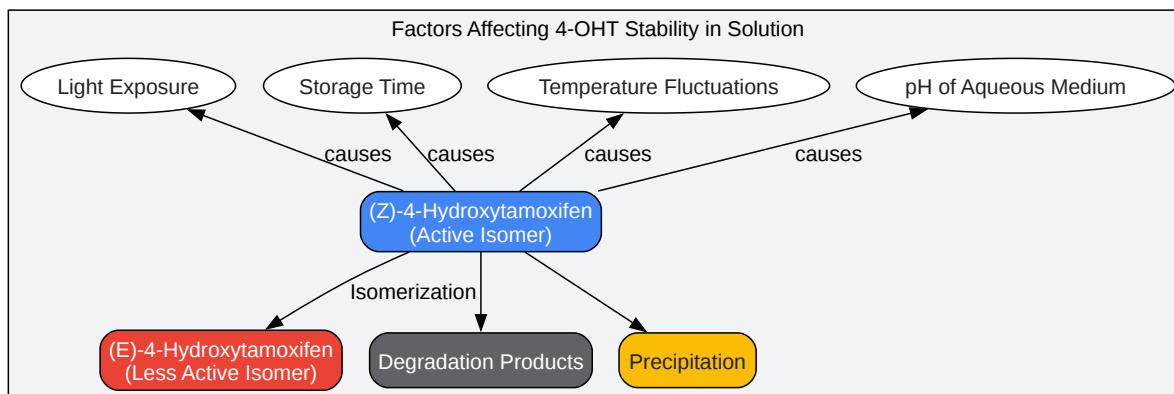 Factors Affecting 4-OHT Stability in Solution
Light Exposure
Storage Time
Temperature Fluctuations
pH of Aqueous Medium
causes
causes
causes
causes
(Z)-4-Hydroxytamoxifen
(Active Isomer)
Isomerization
(E)-4-Hydroxytamoxifen
(Less Active Isomer)
Degradation Products
Precipitation